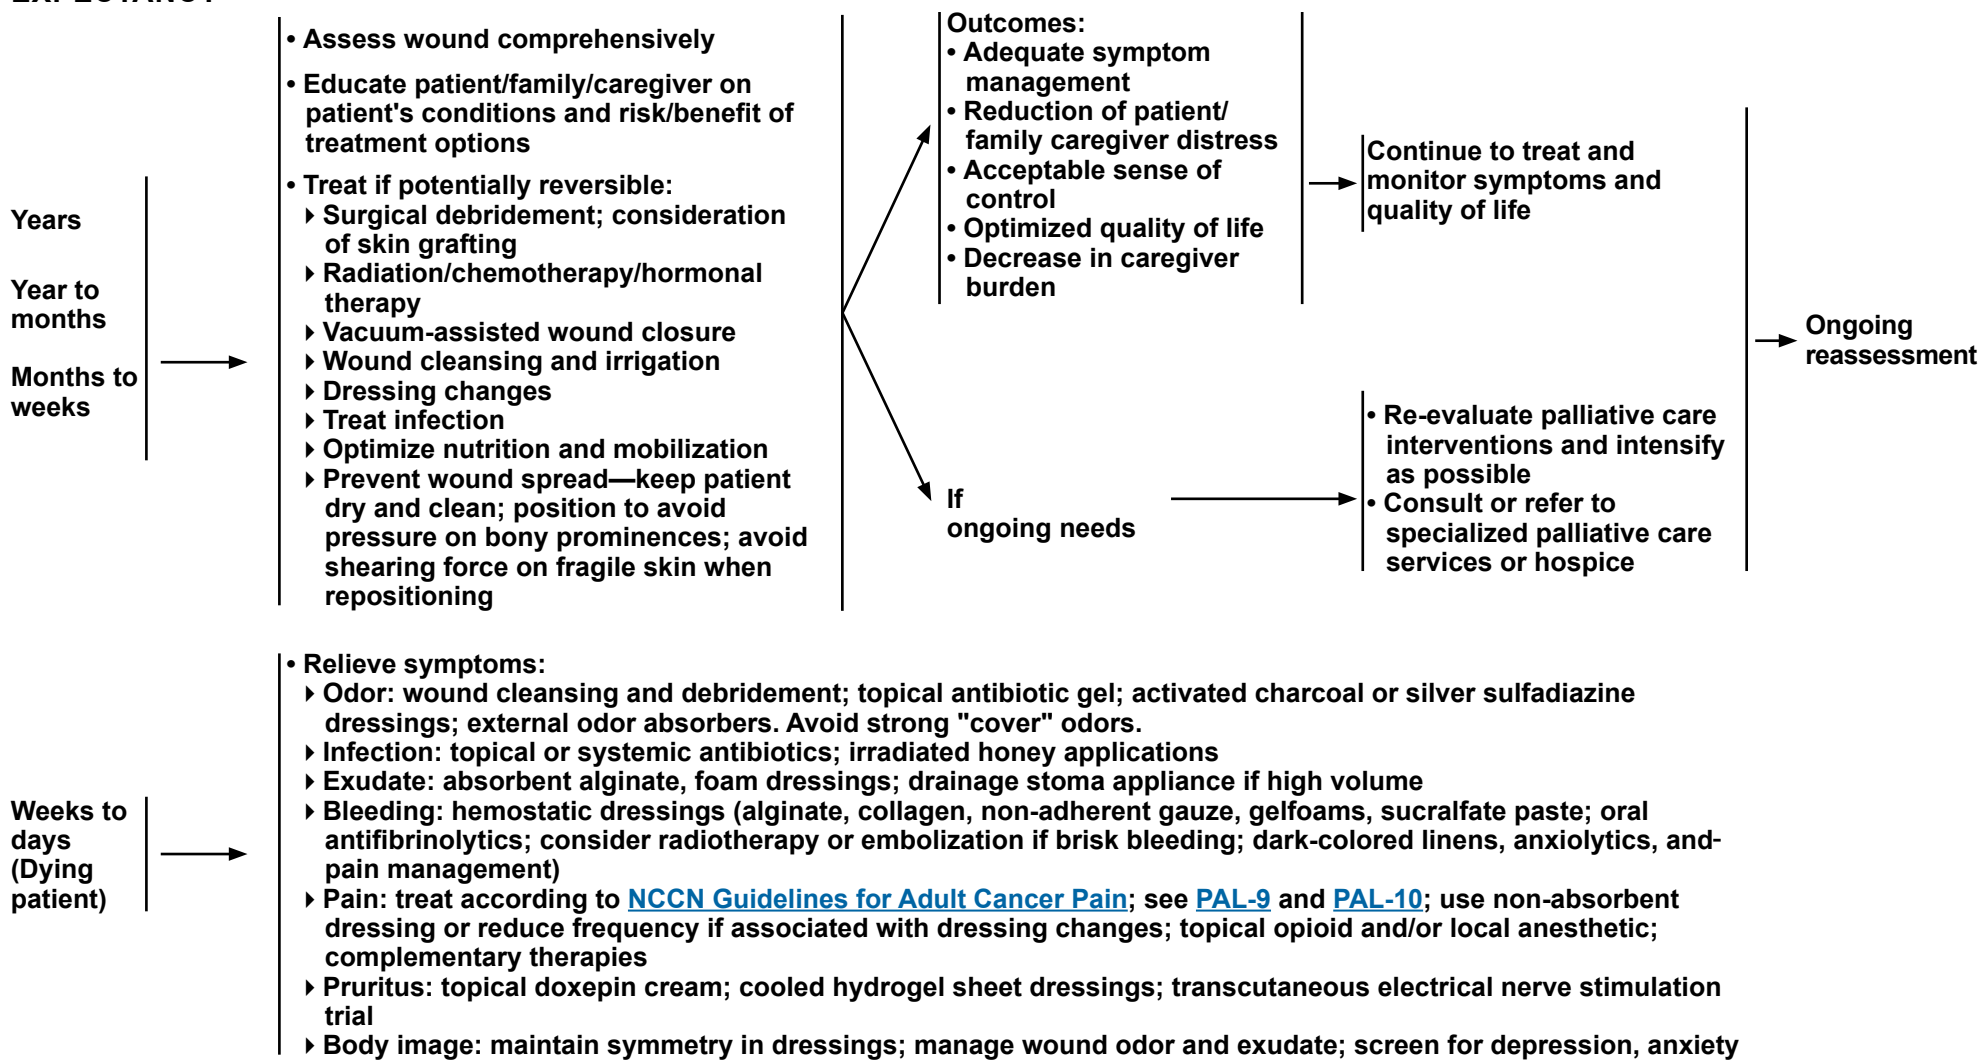 Years
Year to
months
Months to
weeks
• Assess wound comprehensively
• Educate patient/family/caregiver on
patient's conditions and risk/benefit of
treatment options
• Treat if potentially reversible:
Surgical debridement; consideration
of skin grafting
Radiation/chemotherapy/hormonal
therapy
Vacuum-assisted wound closure
Wound cleansing and irrigation
Dressing changes
Treat infection
Optimize nutrition and mobilization
Prevent wound spread—keep patient
dry and clean; position to avoid
pressure on bony prominences; avoid
shearing force on fragile skin when
repositioning
Outcomes:
• Adequate symptom
management
• Reduction of patient/
family caregiver distress
• Acceptable sense of
control
• Optimized quality of life
• Decrease in caregiver
burden
Continue to treat and
monitor symptoms and
quality of life
If
ongoing needs
• Re-evaluate palliative care
interventions and intensify
as possible
• Consult or refer to
specialized palliative care
services or hospice
Ongoing
reassessment
Weeks to
days
(Dying
patient)
• Relieve symptoms:
Odor: wound cleansing and debridement; topical antibiotic gel; activated charcoal or silver sulfadiazine
dressings; external odor absorbers. Avoid strong "cover" odors.
Infection: topical or systemic antibiotics; irradiated honey applications
Exudate: absorbent alginate, foam dressings; drainage stoma appliance if high volume
Bleeding: hemostatic dressings (alginate, collagen, non-adherent gauze, gelfoams, sucralfate paste; oral
antifibrinolytics; consider radiotherapy or embolization if brisk bleeding; dark-colored linens, anxiolytics, and-
pain management)
Pain: treat according to NCCN Guidelines for Adult Cancer Pain; see PAL-9 and PAL-10; use non-absorbent
dressing or reduce frequency if associated with dressing changes; topical opioid and/or local anesthetic;
complementary therapies
Pruritus: topical doxepin cream; cooled hydrogel sheet dressings; transcutaneous electrical nerve stimulation
trial
Body image: maintain symmetry in dressings; manage wound odor and exudate; screen for depression, anxiety